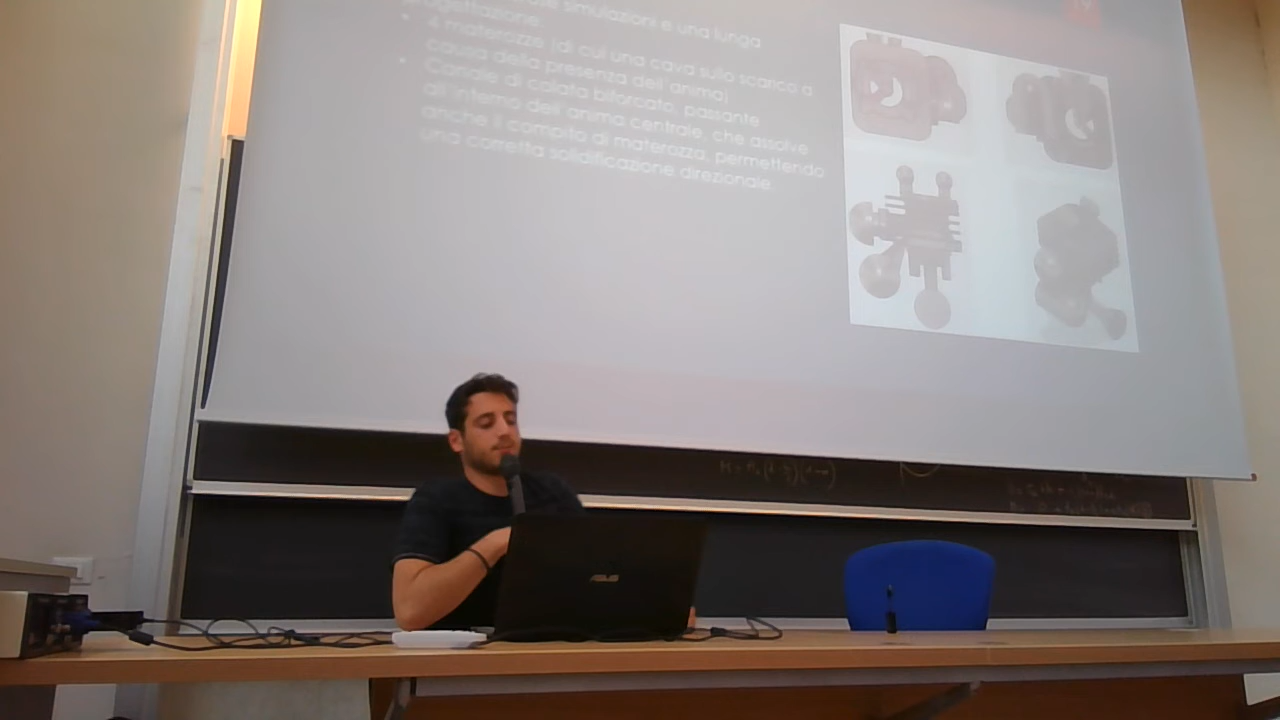 simulazioni e una lunga
progettazione
4 materozze (di cui una cava sullo scarico a
causa della presenza dell'anima)
Canale di colata biforcato, passante
all'interno dell'anima centrale, che assolve
anche il compito di materozza, permettendo
una corretta solidificazione direzionale.
ASUS